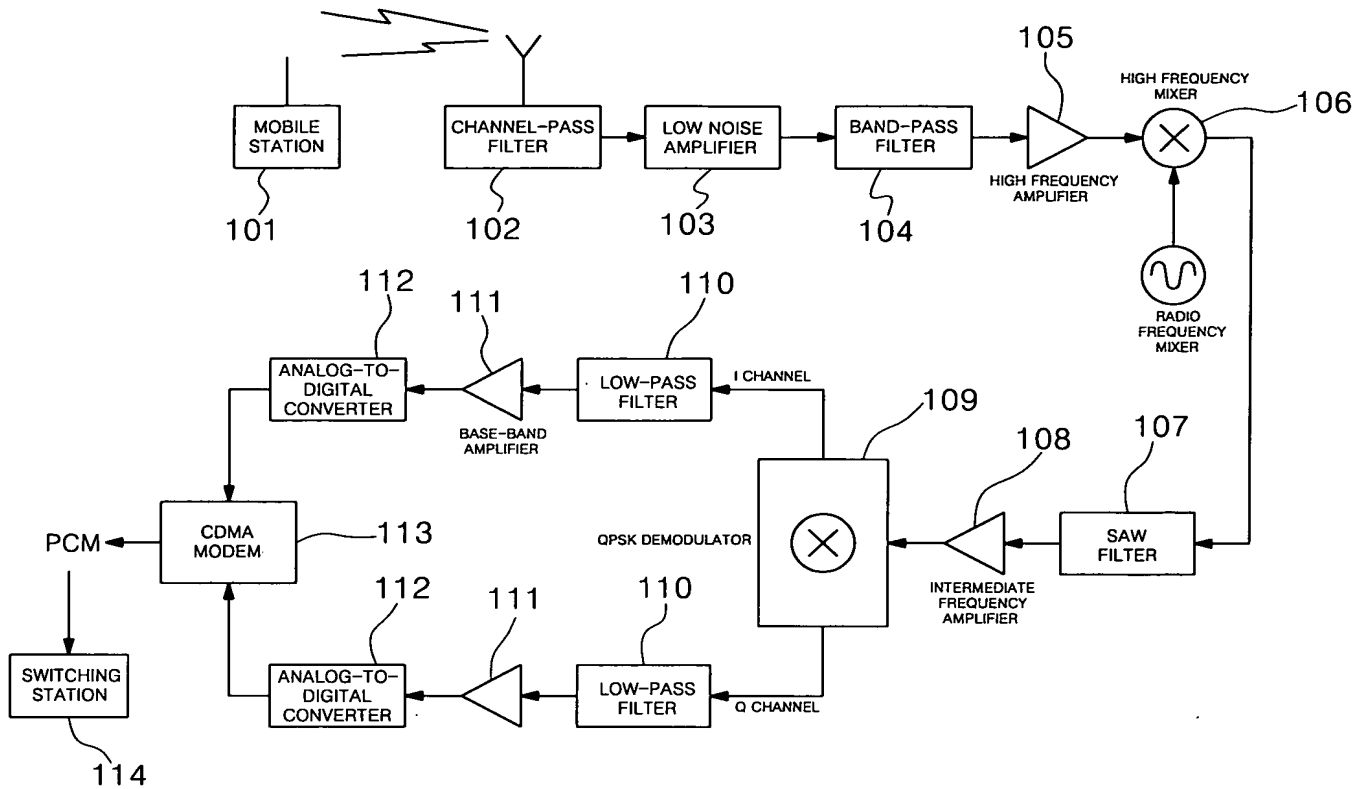 105
HIGH FREQUENCY
MIXER
106
MOBILE
STATION
CHANNEL-PASS
FILTER
LOW NOISE
AMPLIFIER
BAND-PASS
FILTER
HIGH FREQUENCY
AMPLIFIER
101
102
103
104
RADIO
FREQUENCY
MIXER
112
111
110
ANALOG-TO-
DIGITAL
CONVERTER
BASE-BAND
AMPLIFIER
LOW-PASS
FILTER
I CHANNEL
109
108
107
PCM
CDMA
MODEM
113
QPSK DEMODULATOR
INTERMEDIATE
FREQUENCY
AMPLIFIER
SAW
FILTER
112
111
110
SWITCHING
STATION
ANALOG-TO-
DIGITAL
CONVERTER
LOW-PASS
FILTER
Q CHANNEL
114